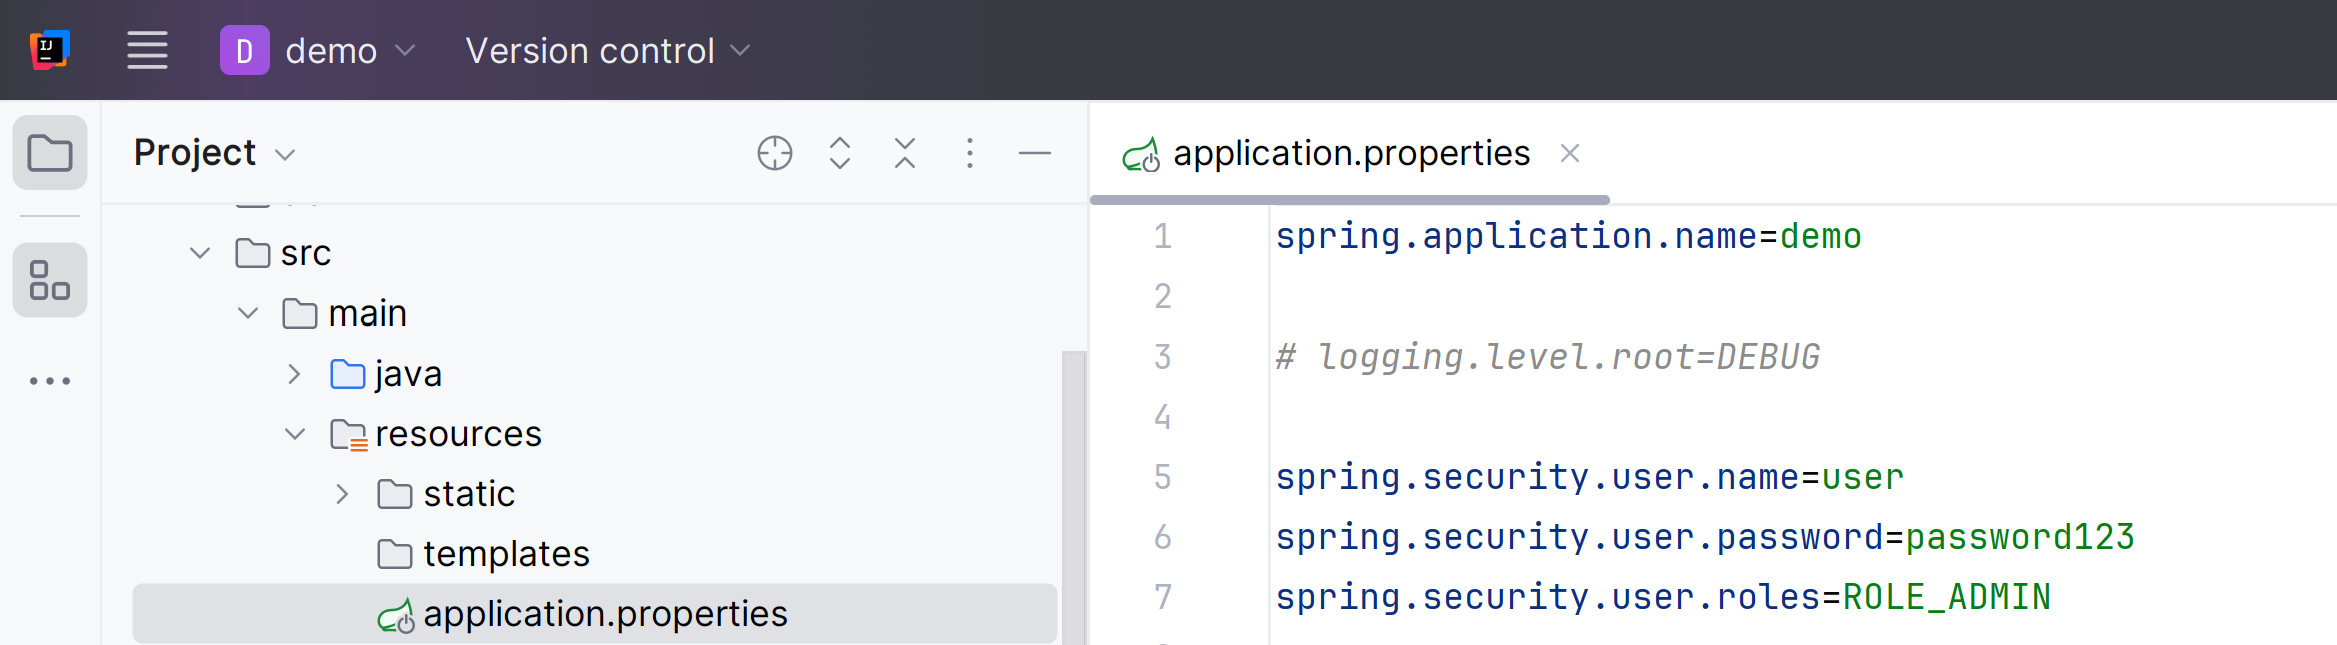 IJ
D demo Version control
Project
application.properties
src
main
java
resources
static
templates
application.properties
1 spring.application.name=demo
2
3 # logging.level.root=DEBUG
4
5 spring.security.user.name=user
6 spring.security.user.password=password123
7 spring.security.user.roles=ROLE_ADMIN